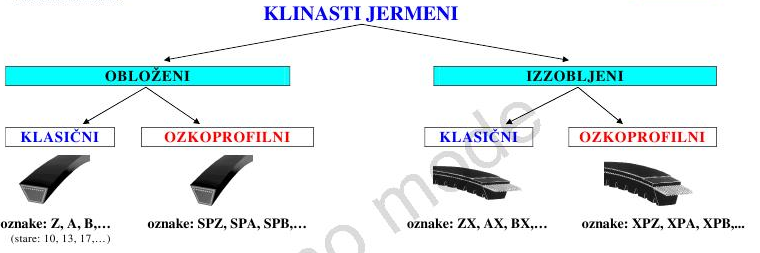 KLINASTI JERMENI
OBLOŽENI
IZZOBLJENI
KLASIČNI
OZKOPROFILNI
KLASIČNI
OZKOPROFILNI
oznake: Z, A, B,…
(stare: 10, 13, 17,…)
oznake: SPZ, SPA, SPB,…
oznake: ZX, AX, BX,…
oznake: XPZ, XPA, XPB,...
mode